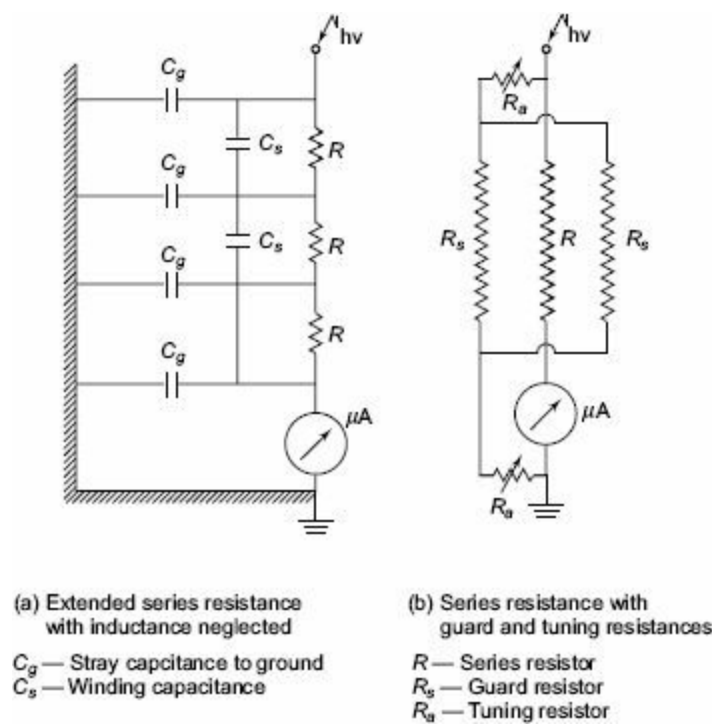 hv
C_g
C_s
R
C_g
C_s
R
C_g
R
C_g
μA
hv
R_a
R_s
R
R_s
μA
R_a
(a) Extended series resistance
with inductance neglected
C_g — Stray capcitance to ground
C_s — Winding capacitance
(b) Series resistance with
guard and tuning resistances
R — Series resistor
R_s — Guard resistor
R_a — Tuning resistor